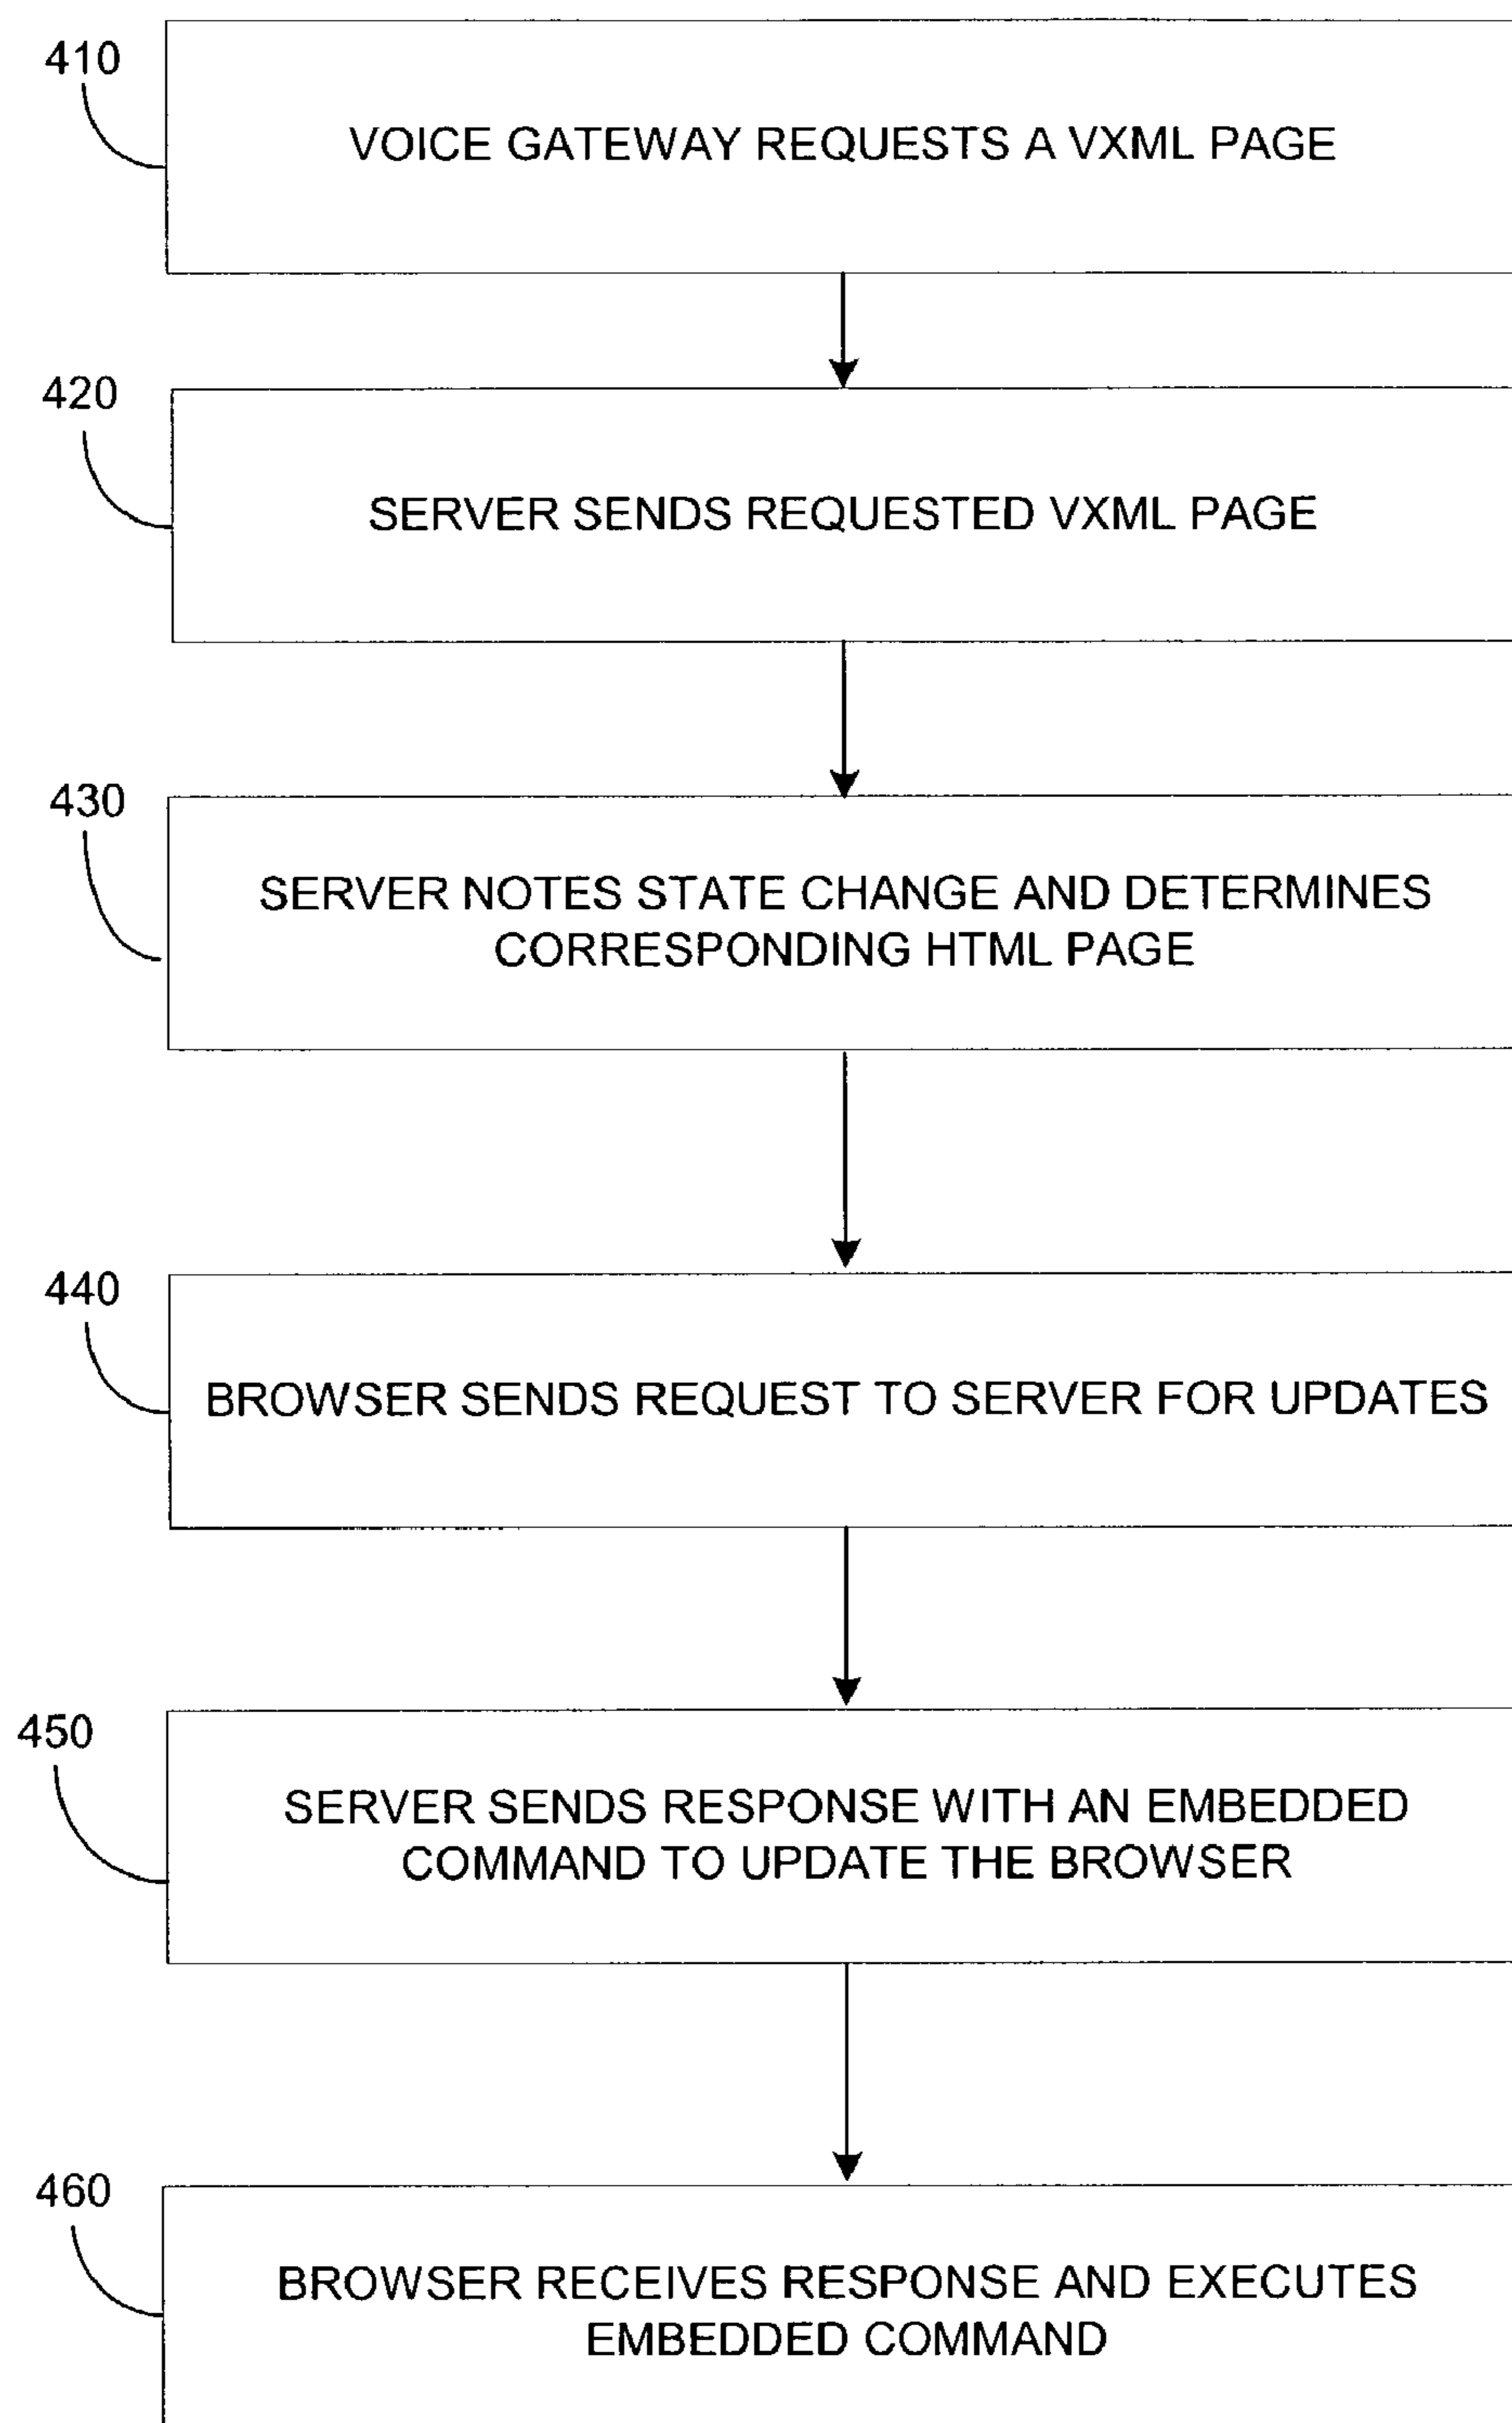 410
VOICE GATEWAY REQUESTS A VXML PAGE
420
SERVER SENDS REQUESTED VXML PAGE
430
SERVER NOTES STATE CHANGE AND DETERMINES
CORRESPONDING HTML PAGE
440
BROWSER SENDS REQUEST TO SERVER FOR UPDATES
450
SERVER SENDS RESPONSE WITH AN EMBEDDED
COMMAND TO UPDATE THE BROWSER
460
BROWSER RECEIVES RESPONSE AND EXECUTES
EMBEDDED COMMAND